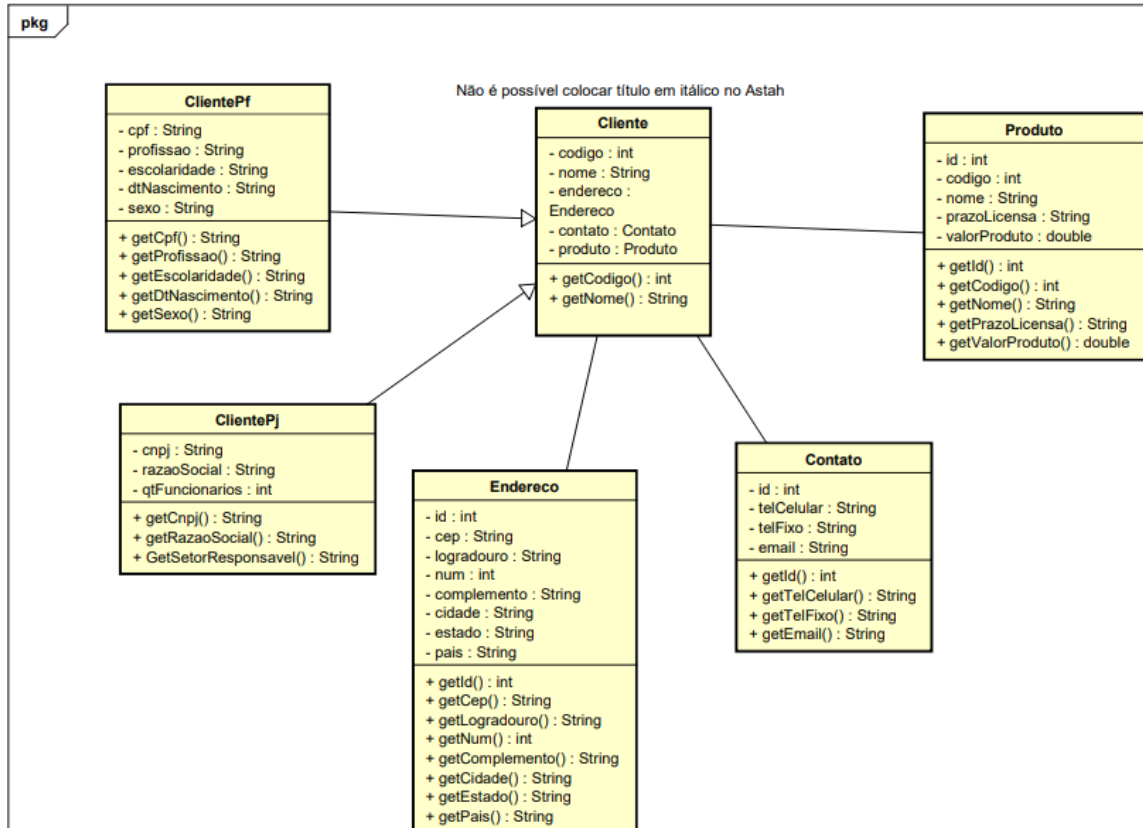 pkg
ClientePf
- cpf : String
- profissao : String
- escolaridade : String
- dtNascimento : String
- sexo : String
+ getCpf() : String
+ getProfissao() : String
+ getEscolaridade() : String
+ getDtNascimento() : String
+ getSexo() : String
Não é possível colocar título em itálico no Astah
Cliente
- codigo : int
- nome : String
- endereco :
Endereco
- contato : Contato
- produto : Produto
+ getCodigo() : int
+ getNome() : String
Produto
- id : int
- codigo : int
- nome : String
- prazoLicensa : String
- valorProduto : double
+ getId() : int
+ getCodigo() : int
+ getNome() : String
+ getPrazoLicensa() : String
+ getValorProduto() : double
ClientePj
- cnpj : String
- razaoSocial : String
- qtFuncionarios : int
+ getCnpj() : String
+ getRazaoSocial() : String
+ GetSetorResponsavel() : String
Endereco
- id : int
- cep : String
- logradouro : String
- num : int
- complemento : String
- cidade : String
- estado : String
- pais : String
+ getId() : int
+ getCep() : String
+ getLogradouro() : String
+ getNum() : int
+ getComplemento() : String
+ getCidade() : String
+ getEstado() : String
+ getPais() : String
Contato
- id : int
- telCelular : String
- telFixo : String
- email : String
+ getId() : int
+ getTelCelular() : String
+ getTelFixo() : String
+ getEmail() : String